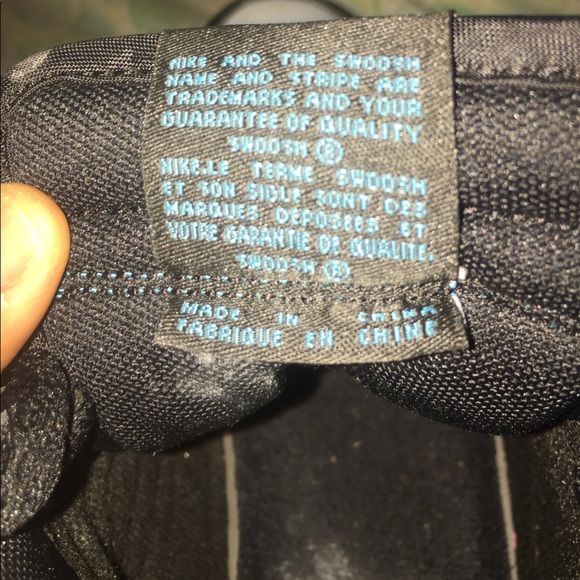 NIKE AND THE SWOOSH
NAME AND STRIPE ARE
TRADEMARKS AND YOUR
GUARANTEE OF QUALITY
SWOOSH ®
NIKE.LE TERME SWOOSH
ET SON SIGLE SONT DES
MARQUES DEPOSEES ET
VOTRE GARANTIE DE QUALITE.
SWOOSH ®
MADE IN CHINA
FABRIQUE EN CHINE